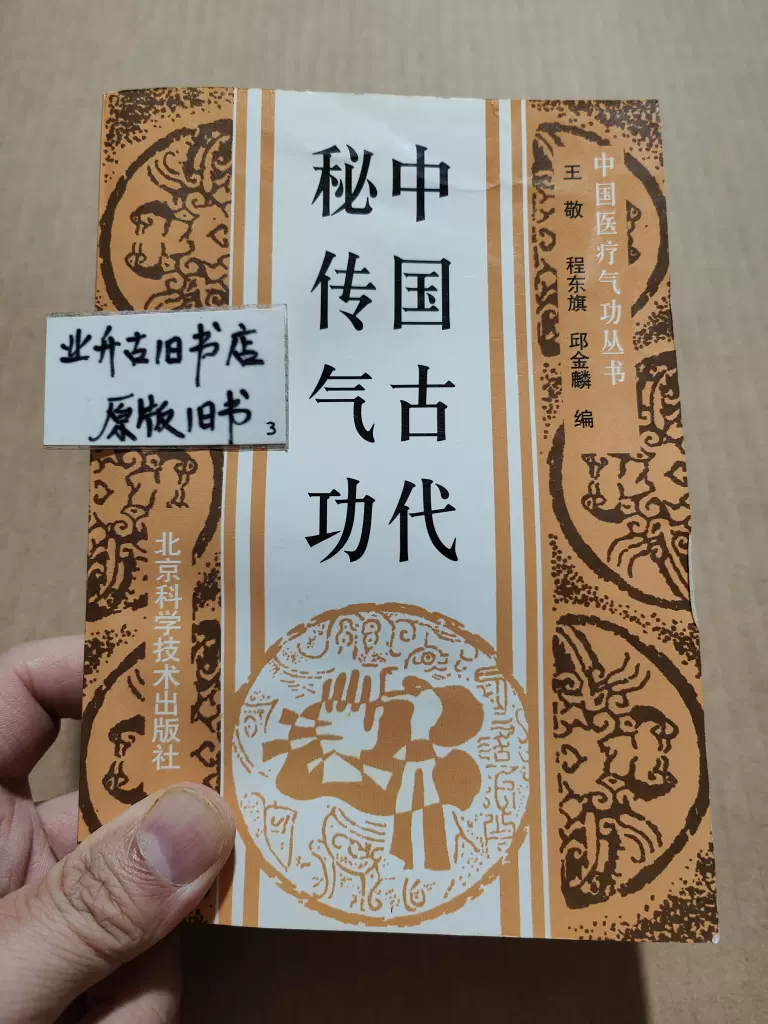 中国医疗气功丛书
王敬 程东旗 邱金麟 编
中国古代
秘传气功
业升古旧书店
原版旧书 3
北京科学技术出版社